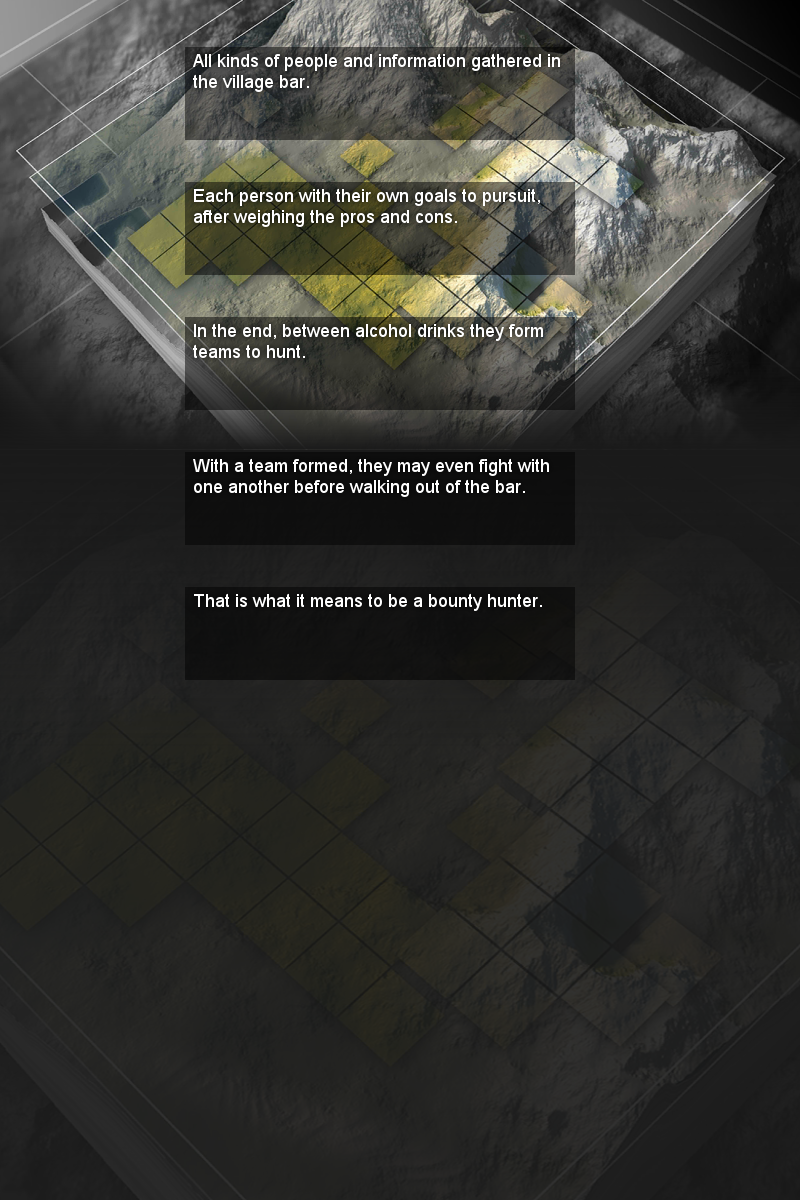 All kinds of people and information gathered in
the village bar.
Each person with their own goals to pursuit,
after weighing the pros and cons.
In the end, between alcohol drinks they form
teams to hunt.
With a team formed, they may even fight with
one another before walking out of the bar.
That is what it means to be a bounty hunter.